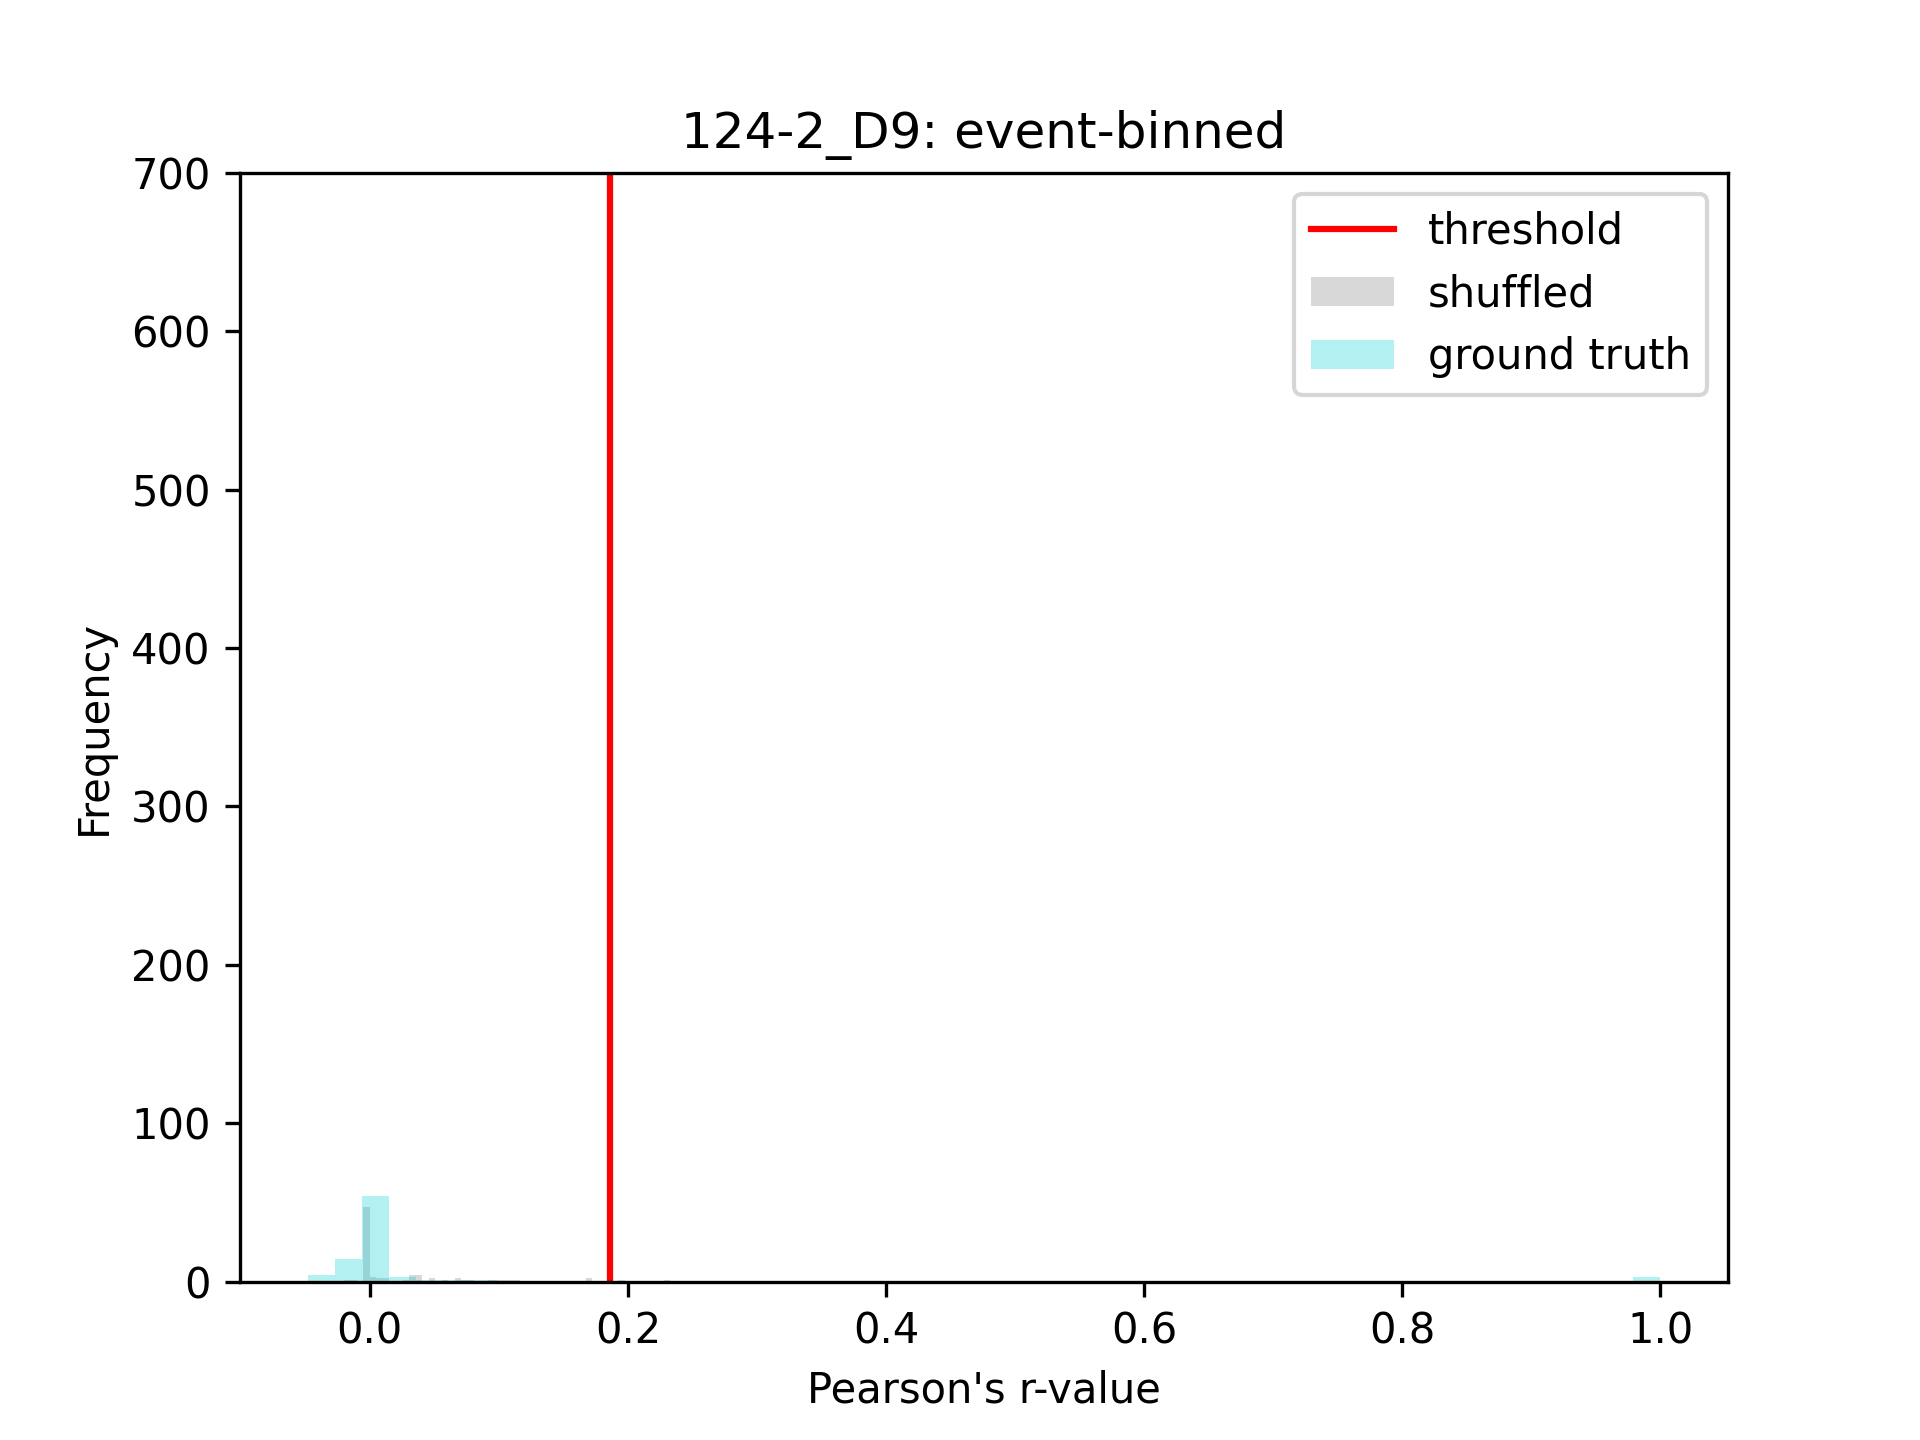 124-2_D9: event-binned
700
600
500
400
300
200
100
0
Frequency
threshold
shuffled
ground truth
0.0 0.2 0.4 0.6 0.8 1.0
Pearson's r-value